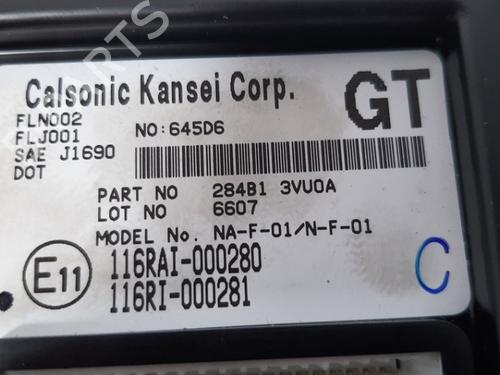 Calsonic Kansei Corp.
GT
FLN002
FLJ001
SAE J1690
DOT
NO:645D6
PART NO 284B1 3VU0A
LOT NO 6607
MODEL No. NA-F-01/N-F-01
E11
116RAI-000280
116RI-000281
C